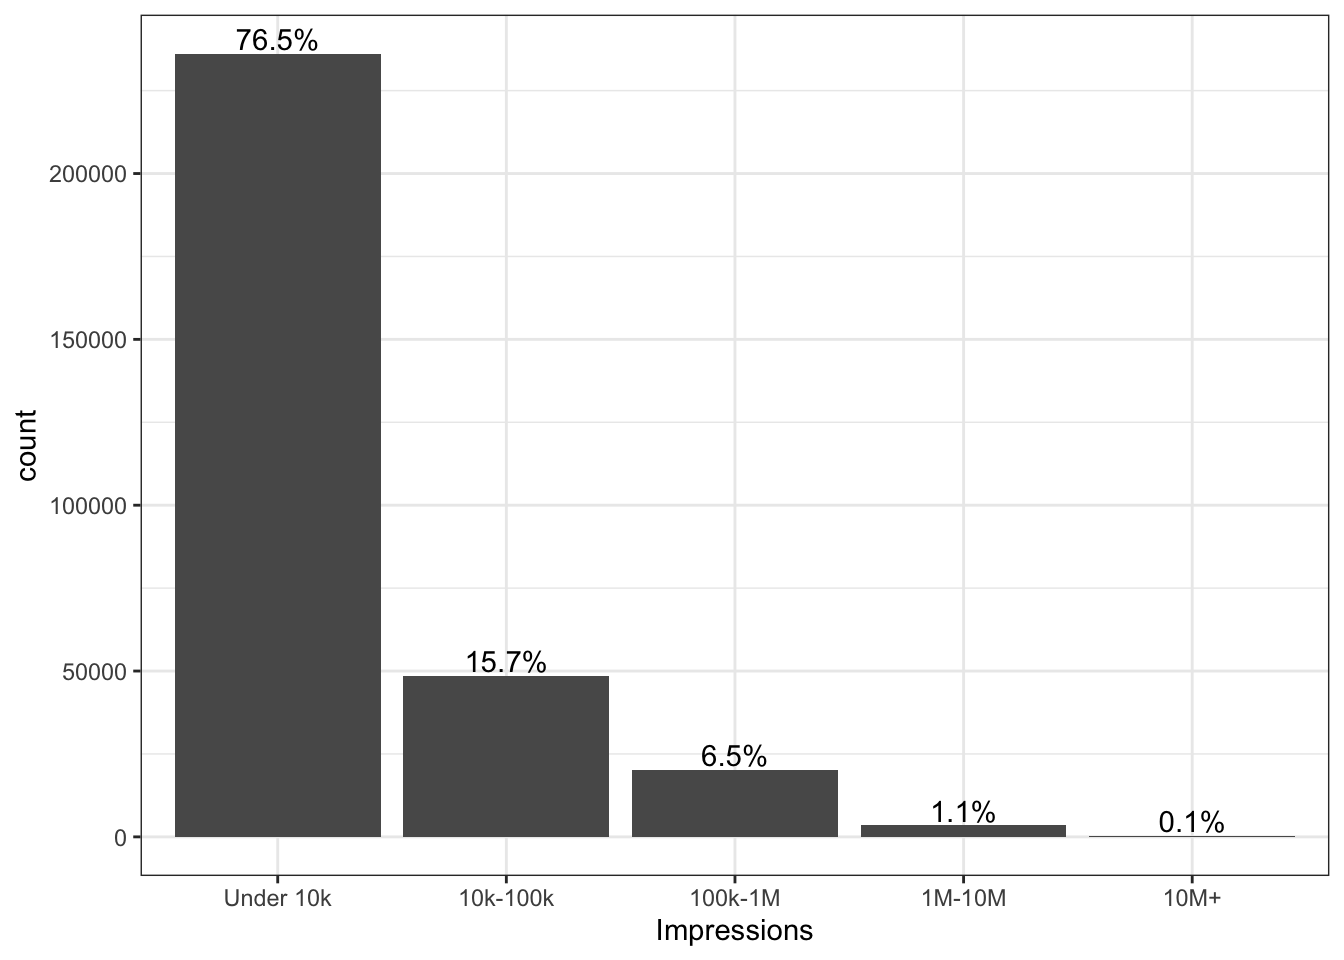 76.5%
200000
150000
100000
50000
0
15.7%
6.5%
1.1%
0.1%
count
Under 10k
10k-100k
100k-1M
1M-10M
10M+
Impressions